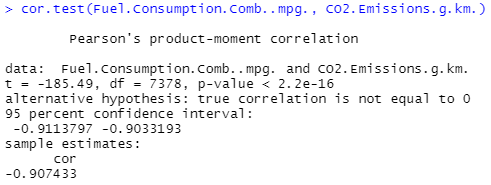 > cor.test(Fuel.Consumption.Comb..mpg., CO2.Emissions.g.km.)
Pearson's product-moment correlation
data:  Fuel.Consumption.Comb..mpg. and CO2.Emissions.g.km.
t = -185.49, df = 7378, p-value < 2.2e-16
alternative hypothesis: true correlation is not equal to 0
95 percent confidence interval:
-0.9113797 -0.9033193
sample estimates:
cor
-0.907433